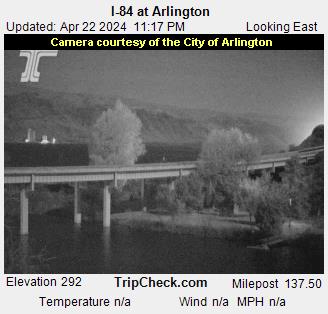 I-84 at Arlington
Updated: Apr 22 2024 11:17 PM Looking East
Camera courtesy of the City of Arlington
Elevation 292 TripCheck.com Milepost 137.50
Temperature n/a Wind n/a MPH n/a